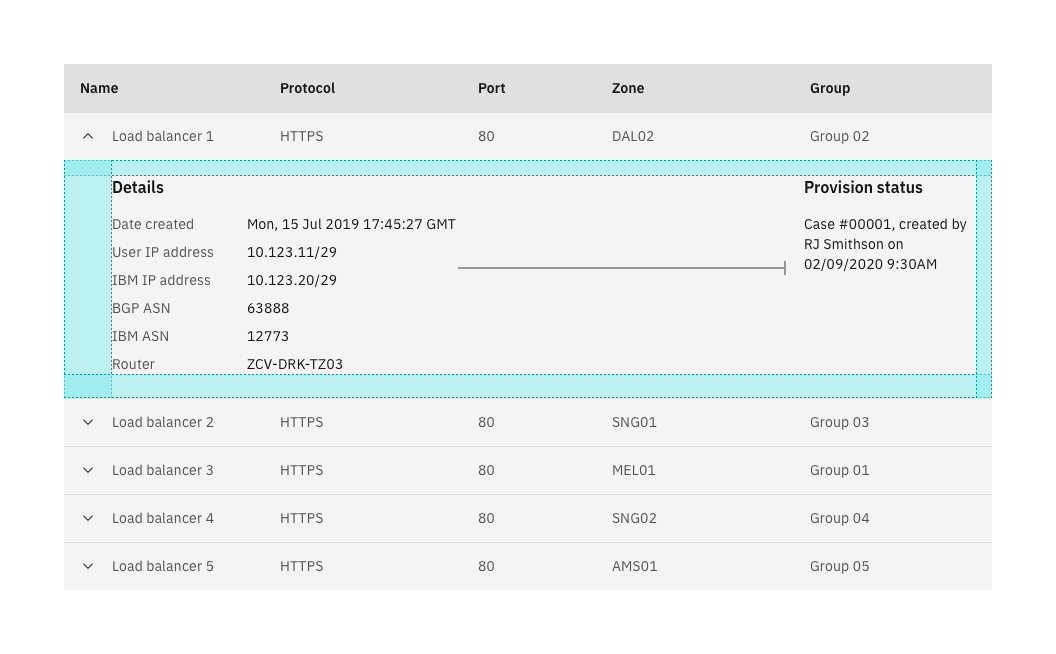 Name Protocol Port Zone Group
Load balancer 1 HTTPS 80 DAL02 Group 02
Details Provision status
Date created Mon, 15 Jul 2019 17:45:27 GMT Case #00001, created by
RJ Smithson on
User IP address 10.123.11/29
02/09/2020 9:30AM
IBM IP address 10.123.20/29
BGP ASN 63888
IBM ASN 12773
Router ZCV-DRK-TZ03
Load balancer 2 HTTPS 80 SNG01 Group 03
Load balancer 3 HTTPS 80 MEL01 Group 01
Load balancer 4 HTTPS 80 SNG02 Group 04
Load balancer 5 HTTPS 80 AMS01 Group 05